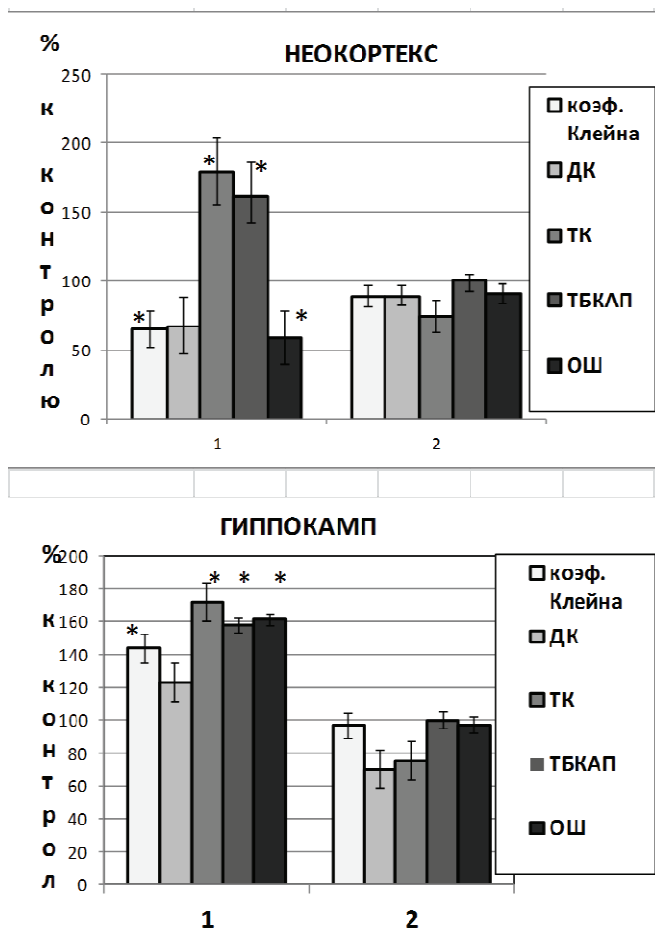 %
к
К
о
н
т
р
о
л
ю
НЕОКОРТЕКС
250
200
150
100
50
0
*
*
*
*
1
2
коэф.
Клейна
ДК
ТК
ТБКАП
ОШ
ГИППОКАМП
%
к
к
о
н
т
р
о
л
200
180
160
140
120
100
80
60
40
20
0
*
* * *
1
2
коэф.
Клейна
ДК
ТК
ТБКАП
ОШ